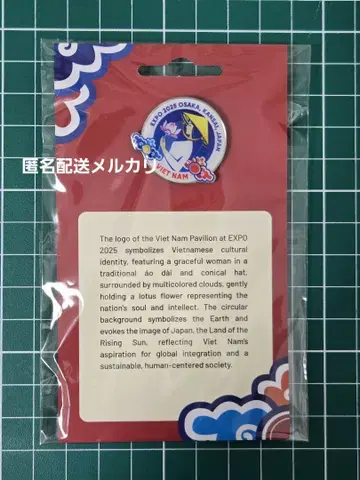 EXPO 2025 OSAKA, KANSAI, JAPAN
VIET NAM
匿名配送メルカリ
The logo of the Viet Nam Pavilion at EXPO
2025 symbolizes Vietnamese cultural
identity, featuring a graceful woman in a
traditional áo dài and conical hat,
surrounded by multicolored clouds, gently
holding a lotus flower representing the
nation's soul and intellect. The circular
background symbolizes the Earth and
evokes the image of Japan, the Land of the
Rising Sun, reflecting Viet Nam's
aspiration for global integration and a
sustainable, human-centered society.